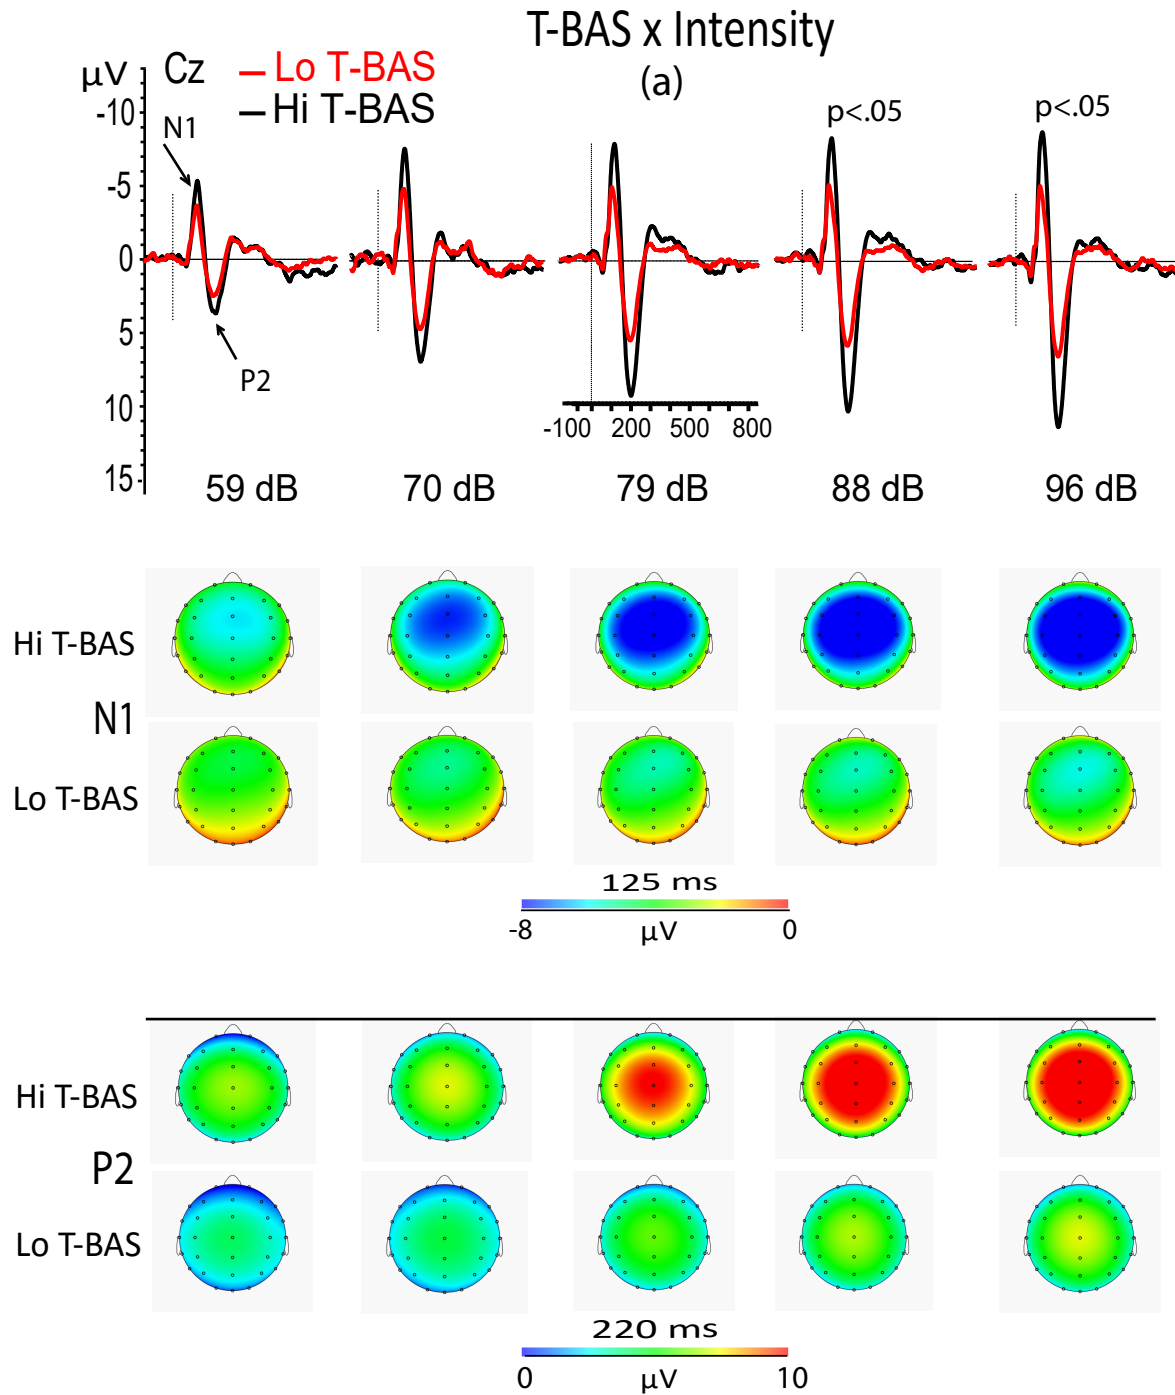 T-BAS x Intensity
(a)
µV Cz
Lo T-BAS
Hi T-BAS
N1
P2
p<.05
p<.05
-10
-5
0
5
10
15
-100 200 500 800
59 dB 70 dB 79 dB 88 dB 96 dB
Hi T-BAS
N1
Lo T-BAS
125 ms
-8 µV 0
Hi T-BAS
P2
Lo T-BAS
220 ms
0 µV 10